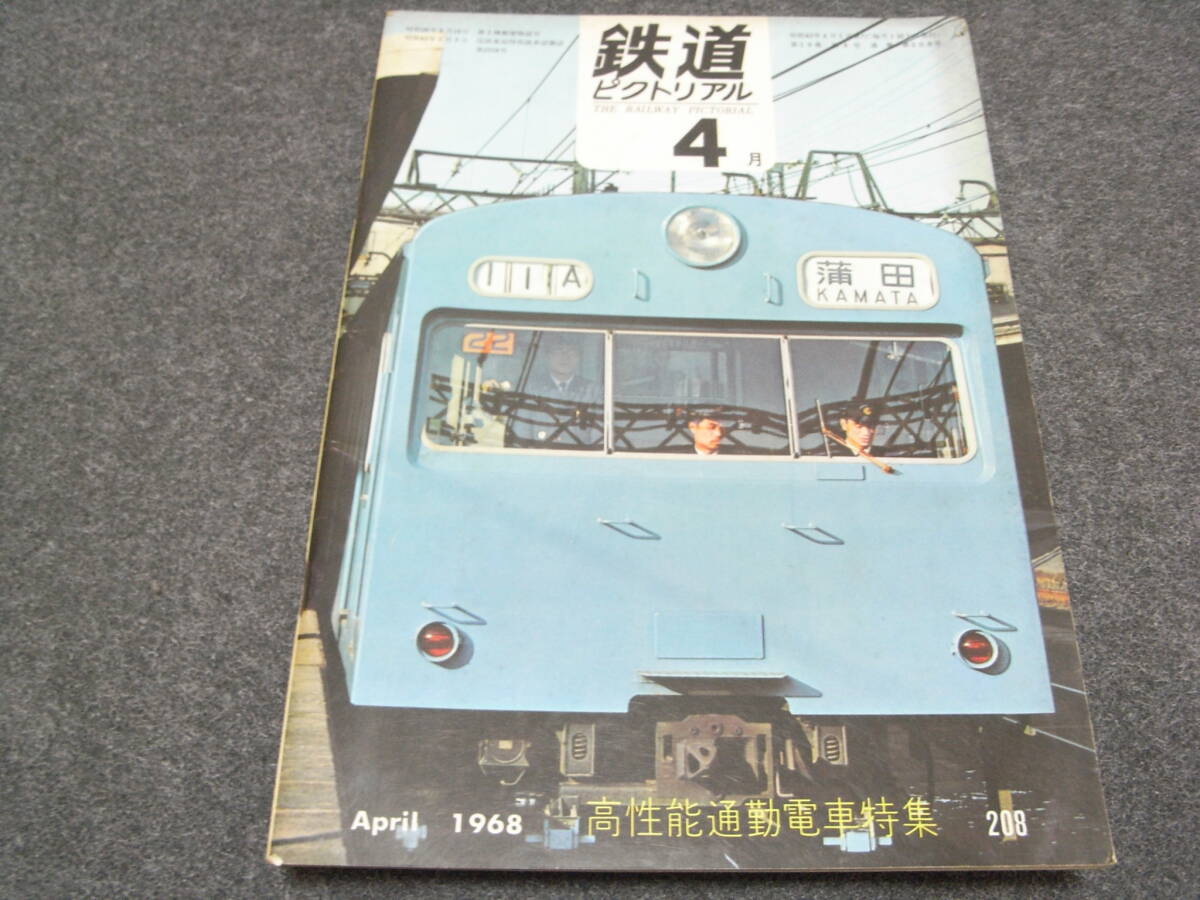 鉄道
ピクトリアル
THE RAILWAY PICTORIAL
4月
111A
蒲田
KAMATA
22
April 1968
高性能通勤電車特集
208